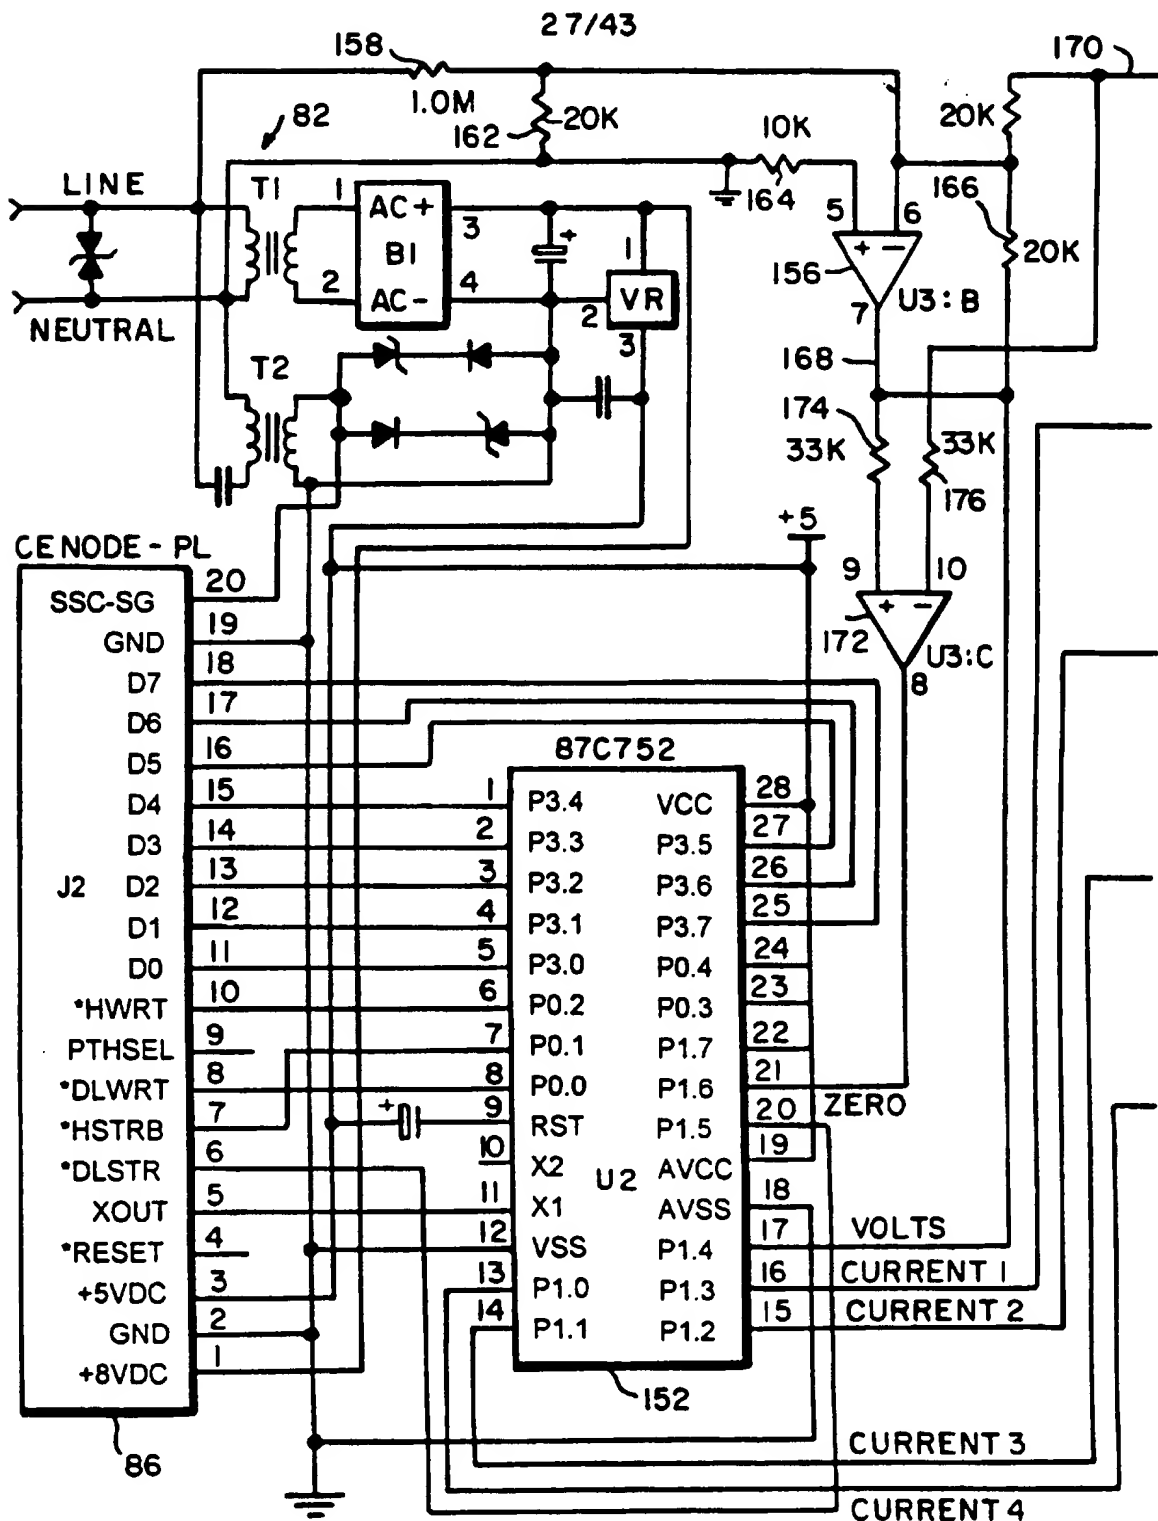 27/43
158
170
1.0M
162
20K
20K
82
10K
164
166
LINE
T1
1
AC+
3
1
5
6
+ -
20K
B1
156
U3:B
2
AC-
4
2
VR
7
NEUTRAL
3
168
T2
174
33K
33K
176
+5
CENODE-PL
9
10
+ -
172
U3:C
8
SSC-SG 20
GND 19
D7 18
D6 17
D5 16
D4 15
D3 14
J2 D2 13
D1 12
D0 11
*HWRT 10
PTHSEL 9
*DLWRT 8
*HSTRB 7
*DLSTR 6
XOUT 5
*RESET 4
+5VDC 3
GND 2
+8VDC 1
86
87C752
1 P3.4 VCC 28
2 P3.3 P3.5 27
3 P3.2 P3.6 26
4 P3.1 P3.7 25
5 P3.0 P0.4 24
6 P0.2 P0.3 23
7 P0.1 P1.7 22
8 P0.0 P1.6 21 ZERO
+ 9 RST P1.5 20
10 X2 AVCC 19
U2
11 X1 AVSS 18
12 VSS P1.4 17 VOLTS
13 P1.0 P1.3 16 CURRENT 1
14 P1.1 P1.2 15 CURRENT 2
152
CURRENT 3
CURRENT 4
+